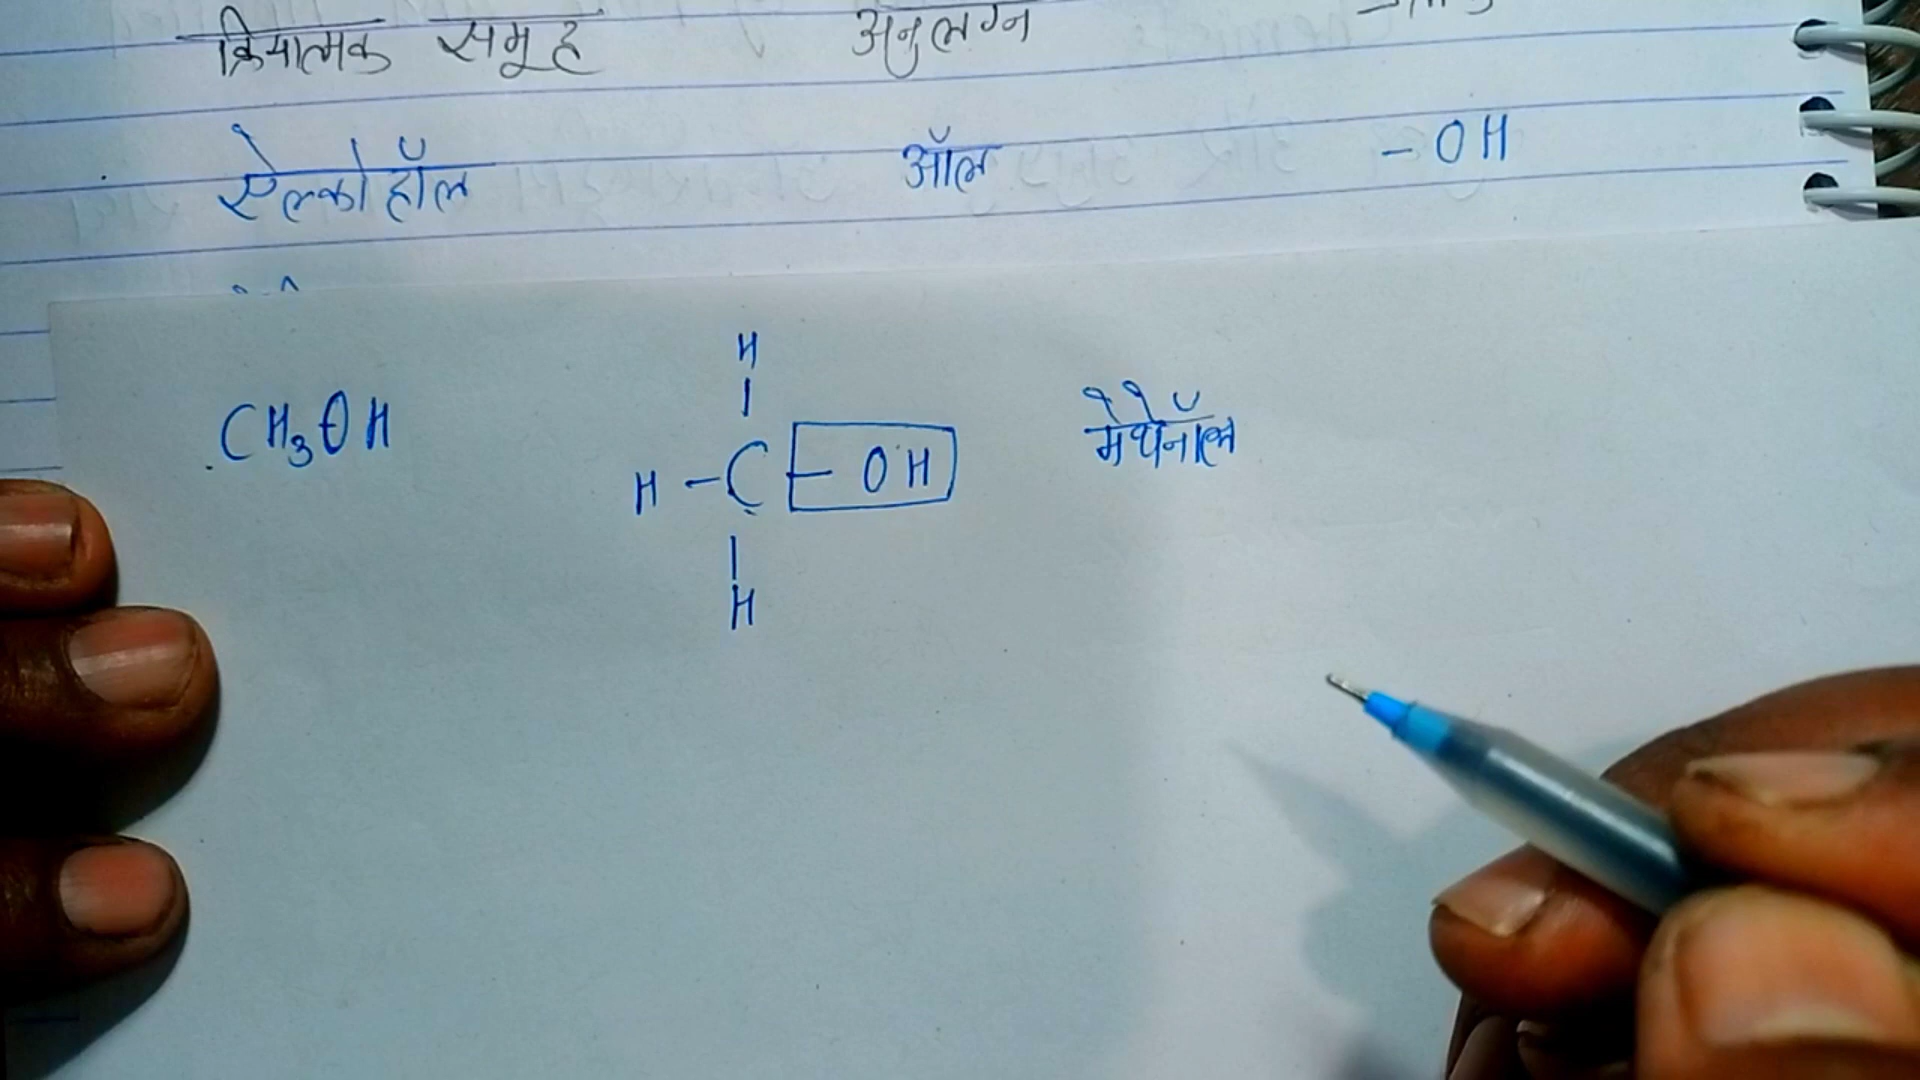 क्रियात्मक समूह अनुलग्न
ऐल्कोहॉल ऑल – OH
H
CH₃OH H – C – OH मेथेनॉल
H